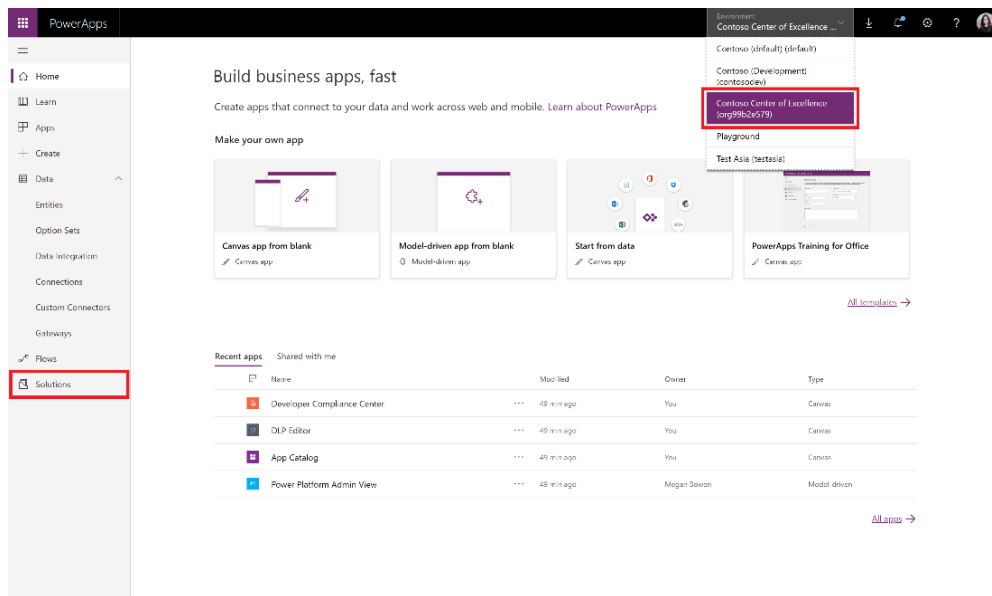 PowerApps
Environment
Contoso Center of Excellence ...
?
Contoso (default) (default)
Contoso (Development)
(contosodev)
Contoso Center of Excellence
(org99b2e579)
Playground
Test Asia (testasia)
Home
Learn
Apps
Create
Data
Entities
Option Sets
Data Integration
Connections
Custom Connectors
Gateways
Flows
Solutions
Build business apps, fast
Create apps that connect to your data and work across web and mobile. Learn about PowerApps
Make your own app
Canvas app from blank
Canvas app
Model-driven app from blank
Model-driven app
Start from data
Canvas app
PowerApps Training for Office
Canvas app
All templates
Recent apps Shared with me
Name Modified Owner Type
Developer Compliance Center ... 49 min ago You Canvas
DLP Editor ... 49 min ago You Canvas
App Catalog ... 49 min ago You Canvas
Power Platform Admin View ... 49 min ago Megan Bowen Model-driven
All apps